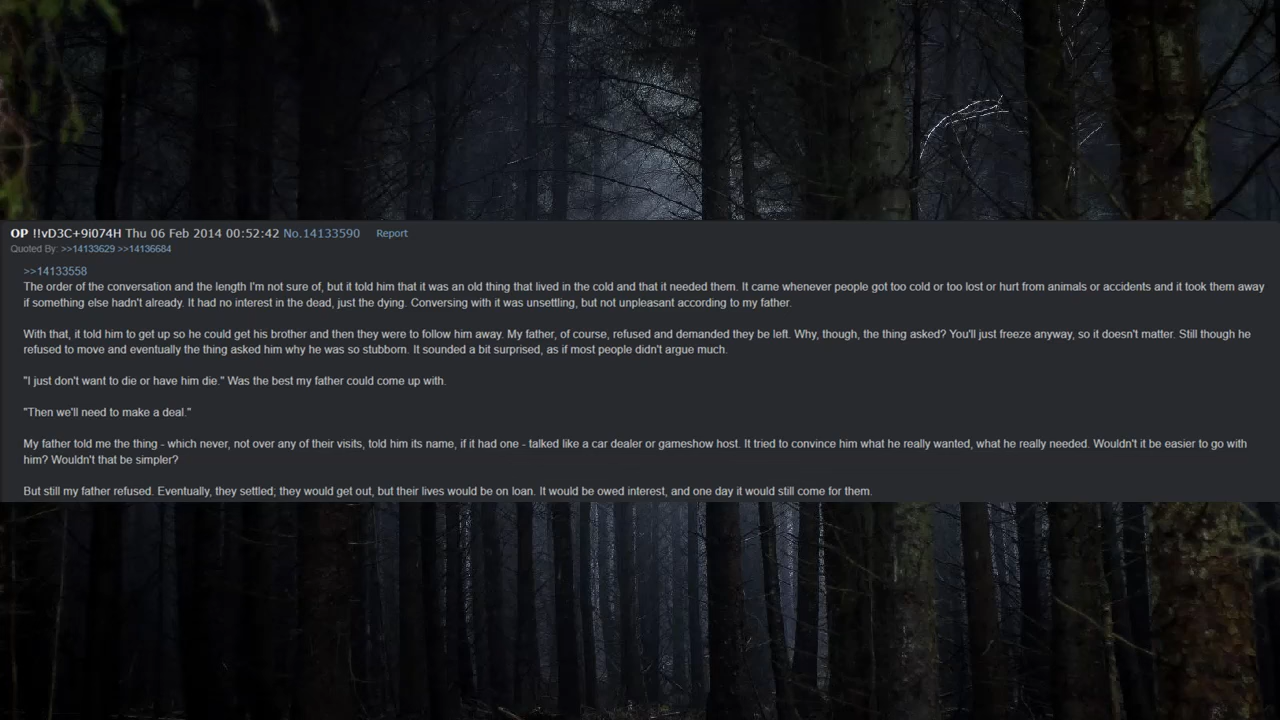 OP !!vD3C+9i074H Thu 06 Feb 2014 00:52:42 No.14133590 Report
Quoted By: >>14133629 >>14136684
>>14133558
The order of the conversation and the length I'm not sure of, but it told him that it was an old thing that lived in the cold and that it needed them. It came whenever people got too cold or too lost or hurt from animals or accidents and it took them away
if something else hadn't already. It had no interest in the dead, just the dying. Conversing with it was unsettling, but not unpleasant according to my father.
With that, it told him to get up so he could get his brother and then they were to follow him away. My father, of course, refused and demanded they be left. Why, though, the thing asked? You'll just freeze anyway, so it doesn't matter. Still though he
refused to move and eventually the thing asked him why he was so stubborn. It sounded a bit surprised, as if most people didn't argue much.
"I just don't want to die or have him die." Was the best my father could come up with.
"Then we'll need to make a deal."
My father told me the thing - which never, not over any of their visits, told him its name, if it had one - talked like a car dealer or gameshow host. It tried to convince him what he really wanted, what he really needed. Wouldn't it be easier to go with
him? Wouldn't that be simpler?
But still my father refused. Eventually, they settled; they would get out, but their lives would be on loan. It would be owed interest, and one day it would still come for them.